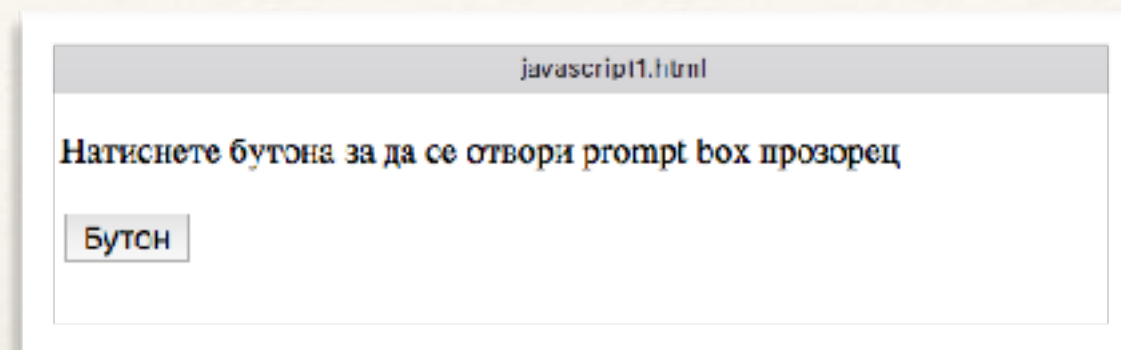 javascript1.html
Натиснете бутона за да се отвори prompt box прозорец
Бутон